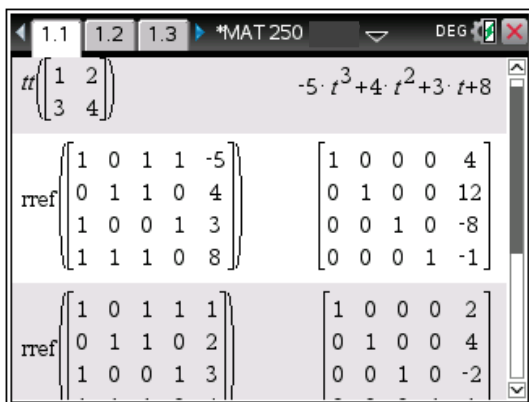 1.1 1.2 1.3 *MAT 250 DEG
tt([1 2
3 4]) -5·t^3+4·t^2+3·t+8
rref([1 0 1 1 -5 [1 0 0 0 4
0 1 1 0 4 0 1 0 0 12
1 0 0 1 3 0 0 1 0 -8
1 1 1 0 8]) 0 0 0 1 -1]
rref([1 0 1 1 1 [1 0 0 0 2
0 1 1 0 2 0 1 0 0 4
1 0 0 1 3 0 0 1 0 -2